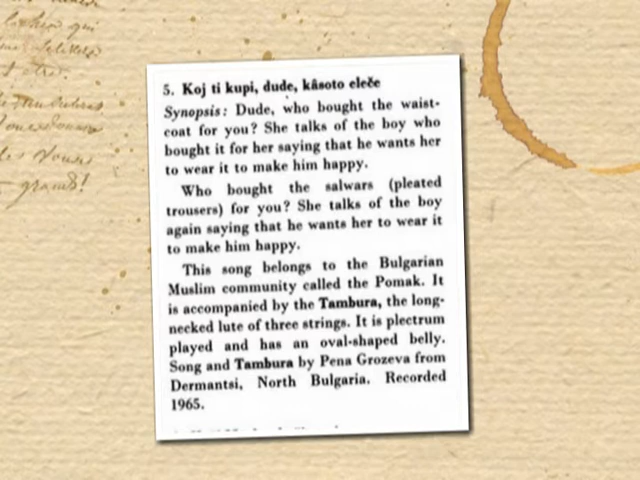 5. Koj ti kupi, dude, kâsoto eleče
Synopsis: Dude, who bought the waist-
coat for you? She talks of the boy who
bought it for her saying that he wants her
to wear it to make him happy.
Who bought the salwars (pleated
trousers) for you? She talks of the boy
again saying that he wants her to wear it
to make him happy.
This song belongs to the Bulgarian
Muslim community called the Pomak. It
is accompanied by the Tambura, the long-
necked lute of three strings. It is plectrum
played and has an oval-shaped belly.
Song and Tambura by Pena Grozeva from
Dermantsi, North Bulgaria. Recorded
1965.